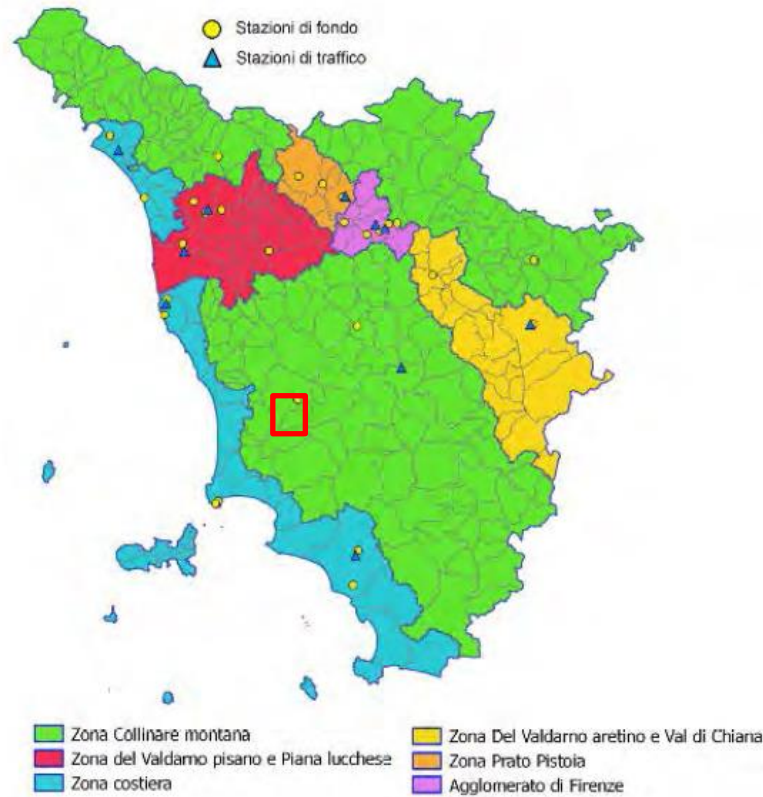 Stazioni di fondo
Stazioni di traffico
Zona Collinare montana
Zona del Valdarno pisano e Piana lucchese
Zona costiera
Zona Del Valdarno aretino e Val di Chiana
Zona Prato Pistoia
Agglomerato di Firenze